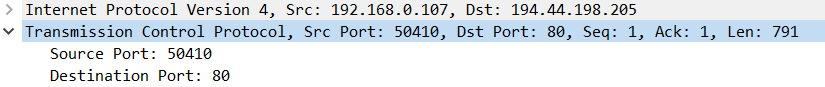 Internet Protocol Version 4, Src: 192.168.0.107, Dst: 194.44.198.205
Transmission Control Protocol, Src Port: 50410, Dst Port: 80, Seq: 1, Ack: 1, Len: 791
Source Port: 50410
Destination Port: 80